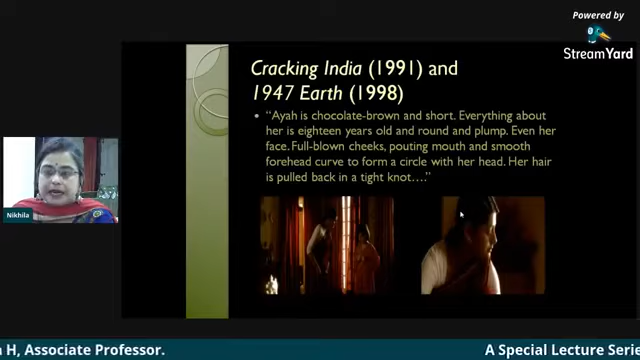 Powered by
StreamYard
Cracking India (1991) and
1947 Earth (1998)
• "Ayah is chocolate-brown and short. Everything about
her is eighteen years old and round and plump. Even her
face. Full-blown cheeks, pouting mouth and smooth
forehead curve to form a circle with her head. Her hair
is pulled back in a tight knot…."
Nikhila
H, Associate Professor.
A Special Lecture Serie